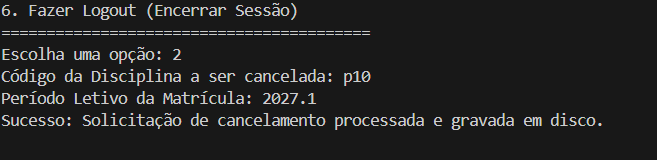 6. Fazer Logout (Encerrar Sessão)
=========================================
Escolha uma opção: 2
Código da Disciplina a ser cancelada: p10
Período Letivo da Matrícula: 2027.1
Sucesso: Solicitação de cancelamento processada e gravada em disco.